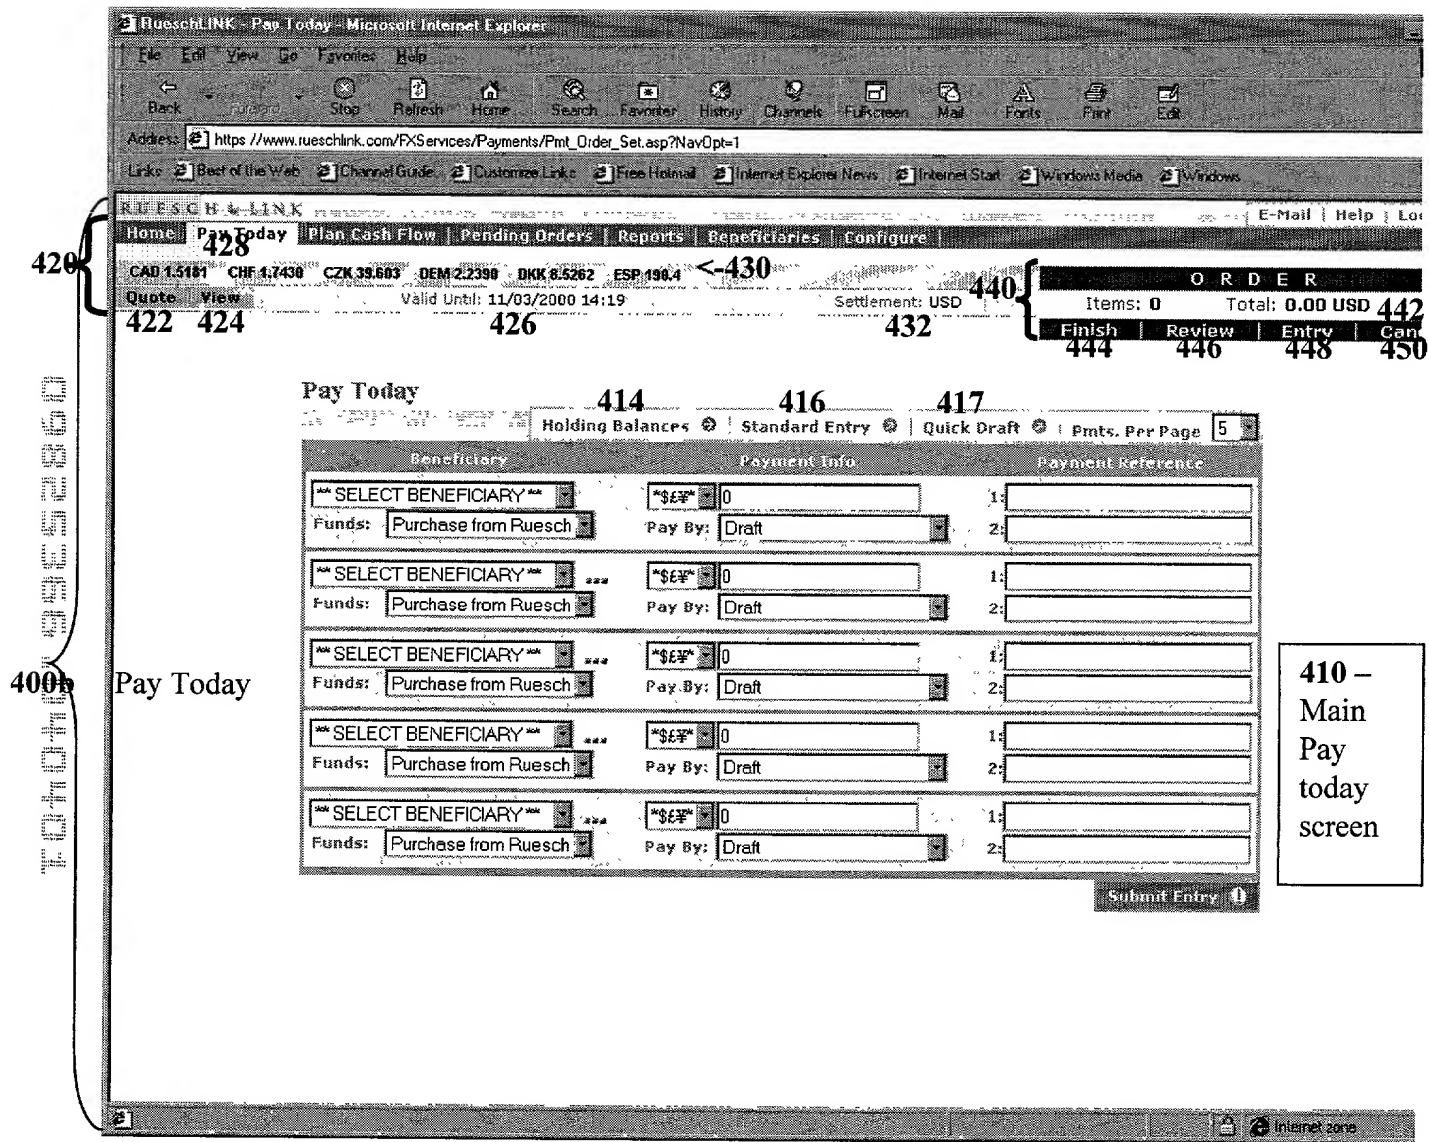 RueschLINK - Pay Today - Microsoft Internet Explorer
File Edit View Go Favorites Help
Back Forward Stop Refresh Home Search Favorites History Channels Fullscreen Mail Fonts Print Edit
Address https://www.rueschlink.com/FXServices/Payments/Pmt_Order_Set.asp?NavOpt=1
Links Best of the Web Channel Guide Customize Links Free Hotmail Internet Explorer News Internet Start Windows Media Windows
RUESCH LINK
E-Mail | Help |
Home Pay Today Plan Cash Flow | Pending Orders | Reports | Beneficiaries | Configure
420 428
CAD 1.5181 CHF 1.7430 CZK 39.603 DEM 2.2390 DKK 8.5262 ESP 190.4 <-430
440 O R D E R
Quote View Valid Until: 11/03/2000 14:19 Settlement: USD
Items: 0 Total: 0.00 USD 442
422 424 426 432
Finish | Review | Entry |
444 446 448 450
Pay Today
414 416 417
Holding Balances | Standard Entry | Quick Draft | Pmts. Per Page 5
Beneficiary Payment Info Payment Reference
** SELECT BENEFICIARY ** *$£¥* 0 1:
Funds: Purchase from Ruesch Pay By: Draft 2:
** SELECT BENEFICIARY ** *$£¥* 0 1:
Funds: Purchase from Ruesch Pay By: Draft 2:
** SELECT BENEFICIARY ** *$£¥* 0 1:
Funds: Purchase from Ruesch Pay By: Draft 2:
** SELECT BENEFICIARY ** *$£¥* 0 1:
Funds: Purchase from Ruesch Pay By: Draft 2:
** SELECT BENEFICIARY ** *$£¥* 0 1:
Funds: Purchase from Ruesch Pay By: Draft 2:
Submit Entry
400b Pay Today
410 –
Main
Pay
today
screen
Internet zone